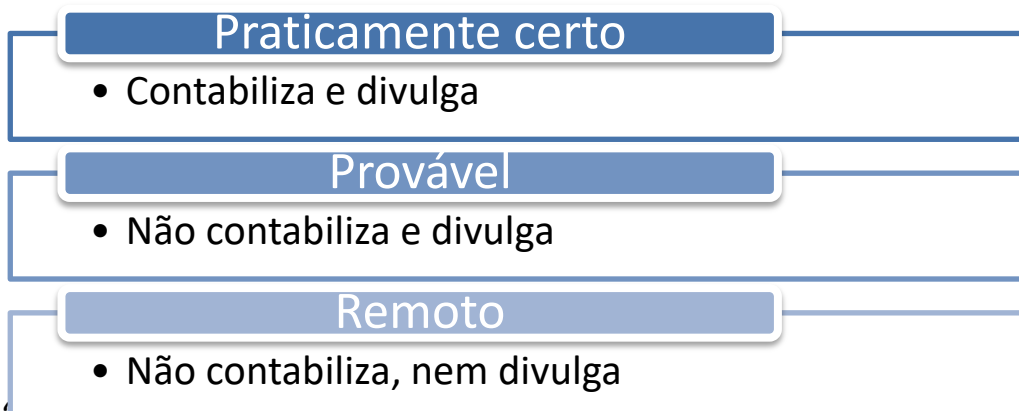 Praticamente certo
• Contabiliza e divulga
Provável
• Não contabiliza e divulga
Remoto
• Não contabiliza, nem divulga